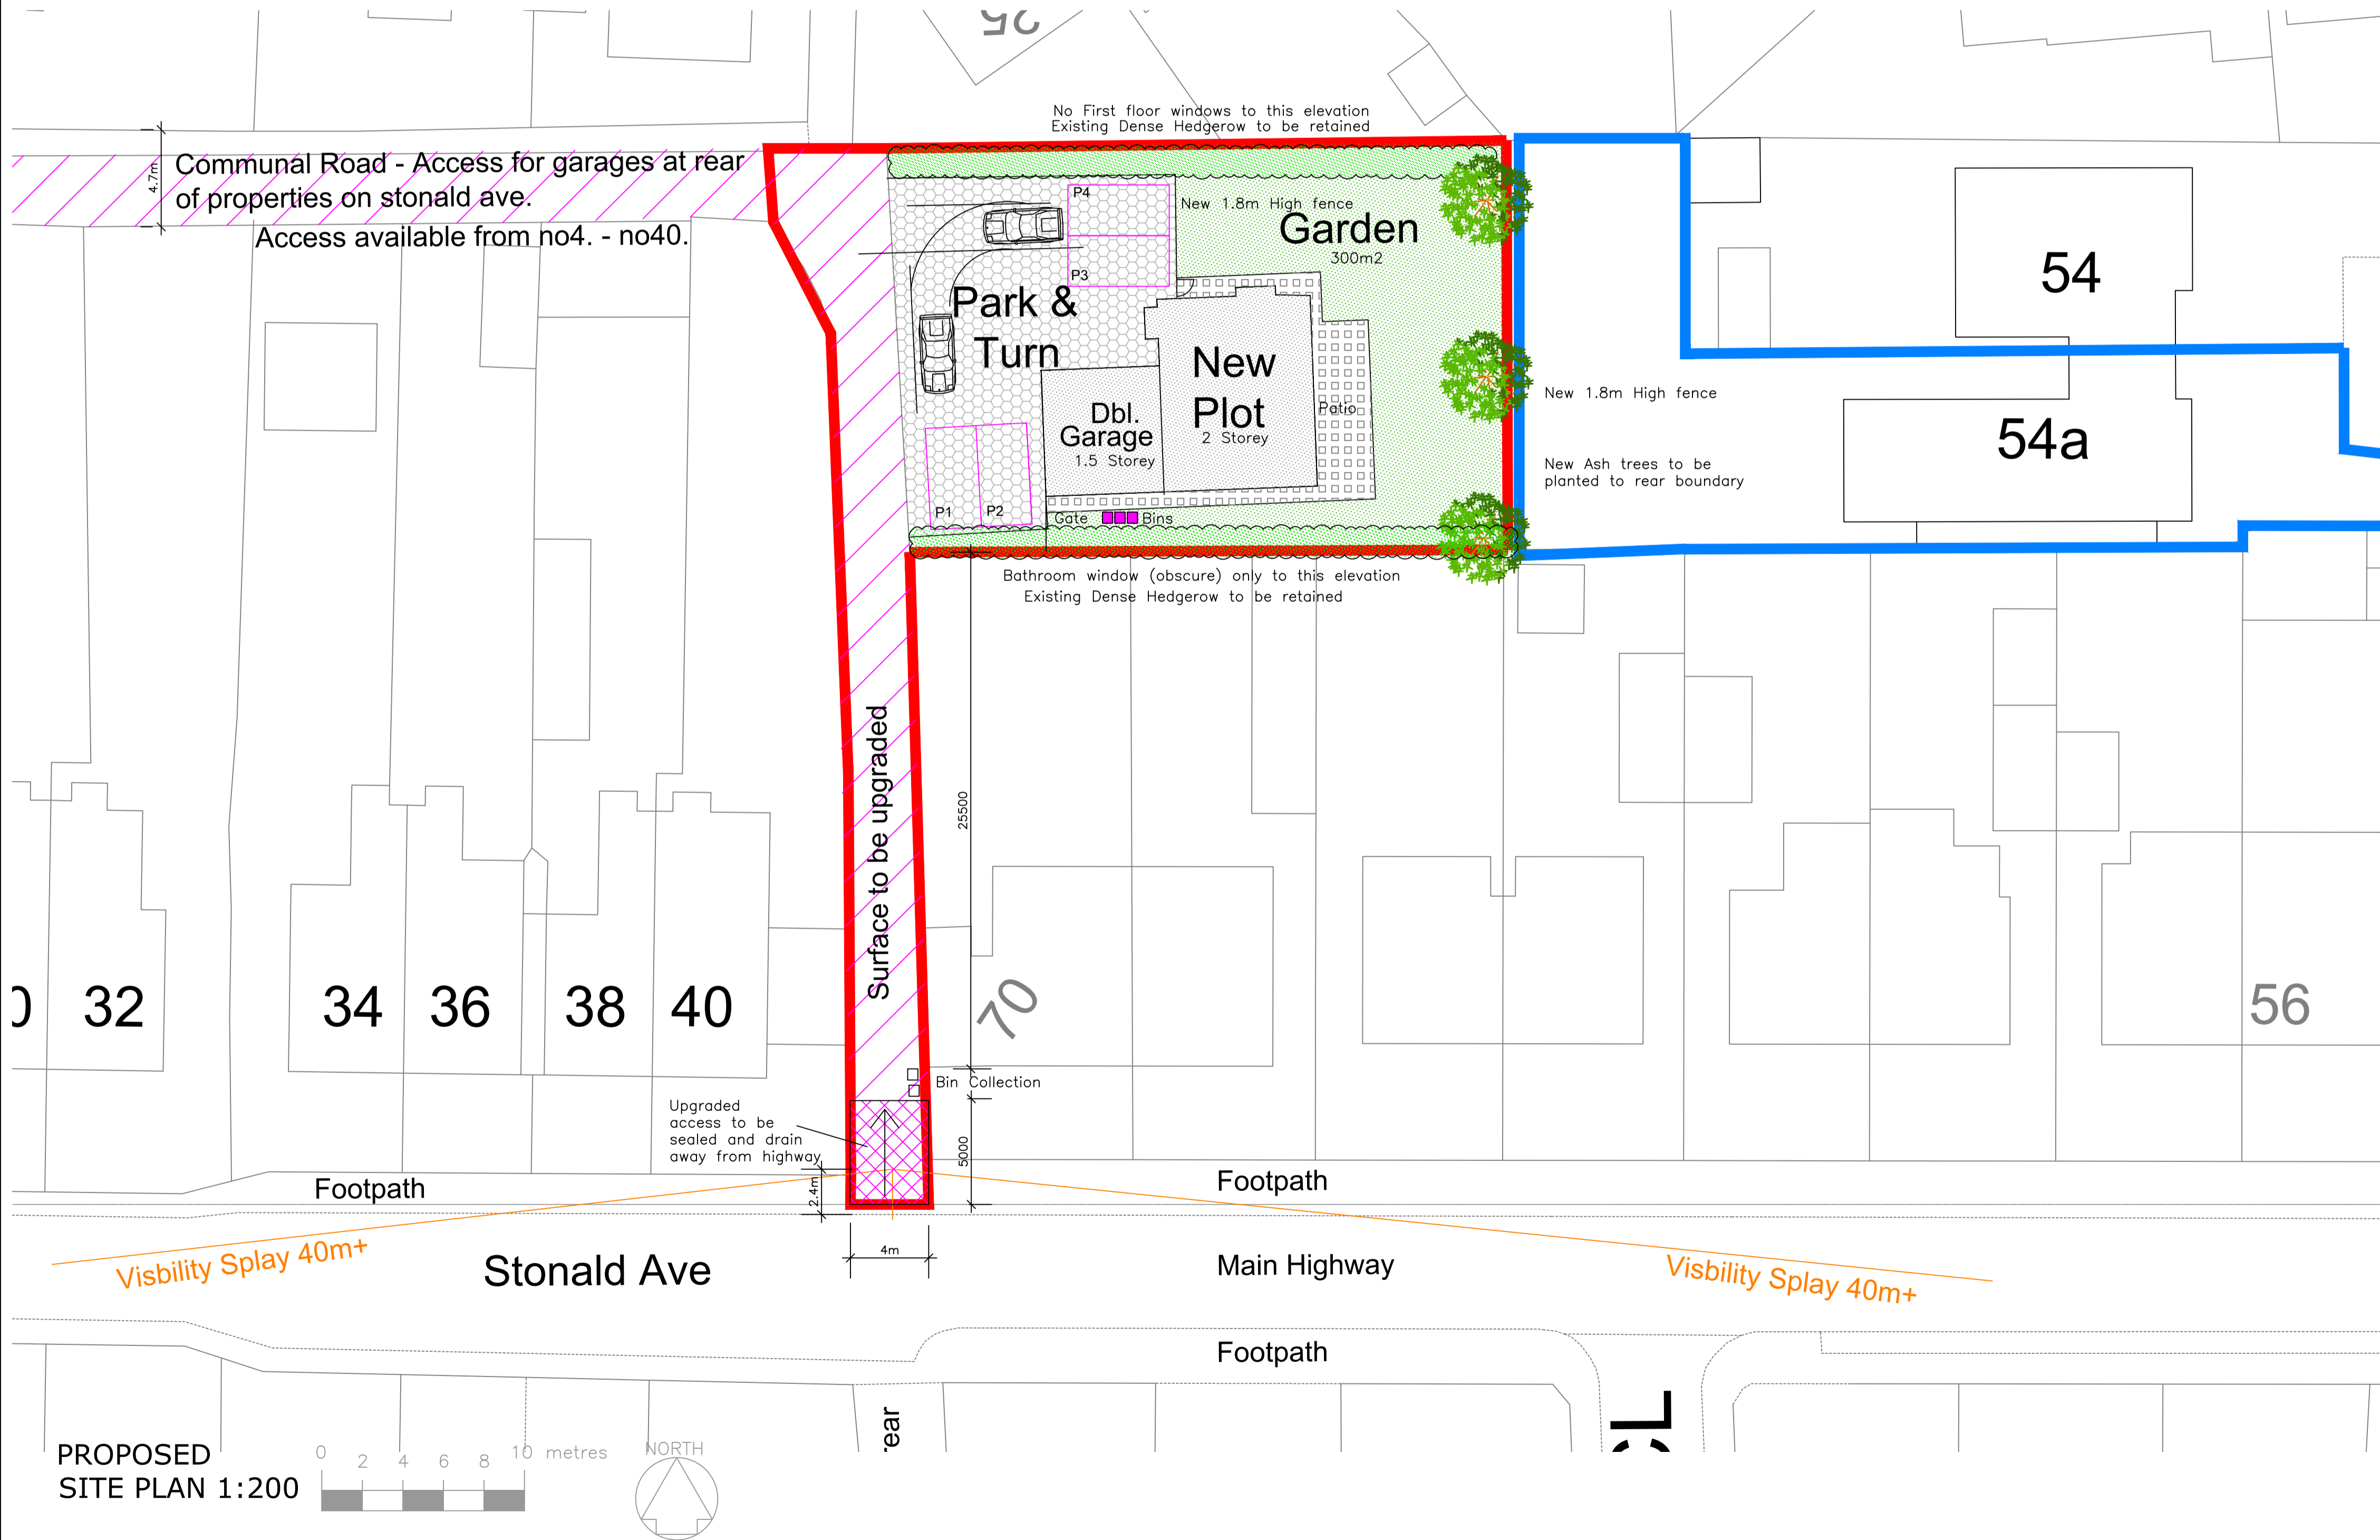 25
No First floor windows to this elevation
Existing Dense Hedgerow to be retained
4.7m
Communal Road - Access for garages at rear
of properties on stonald ave.
Access available from no4. - no40.
P4
P3
New 1.8m High fence
Garden
300m2
Park &
Turn
New
Plot
2 Storey
Dbl.
Garage
1.5 Storey
Patio
P1
P2
Gate
Bins
54
54a
New 1.8m High fence
New Ash trees to be
planted to rear boundary
Bathroom window (obscure) only to this elevation
Existing Dense Hedgerow to be retained
Surface to be upgraded
25500
0
32
34
36
38
40
70
56
Bin Collection
Upgraded
access to be
sealed and drain
away from highway
5000
2.4m
4m
Footpath
Footpath
Visbility Splay 40m+
Stonald Ave
Main Highway
Visbility Splay 40m+
Footpath
rear
PROPOSED
SITE PLAN 1:200
0 2 4 6 8 10 metres
NORTH